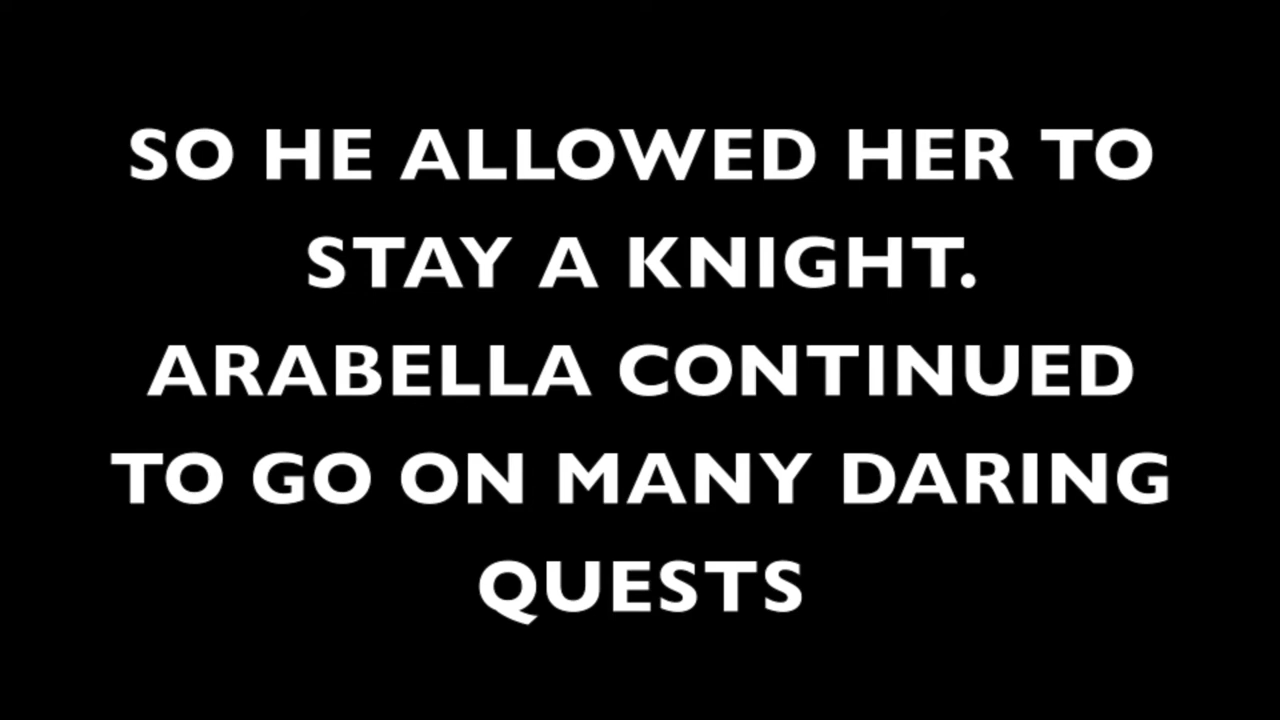 SO HE ALLOWED HER TO
STAY A KNIGHT.
ARABELLA CONTINUED
TO GO ON MANY DARING
QUESTS